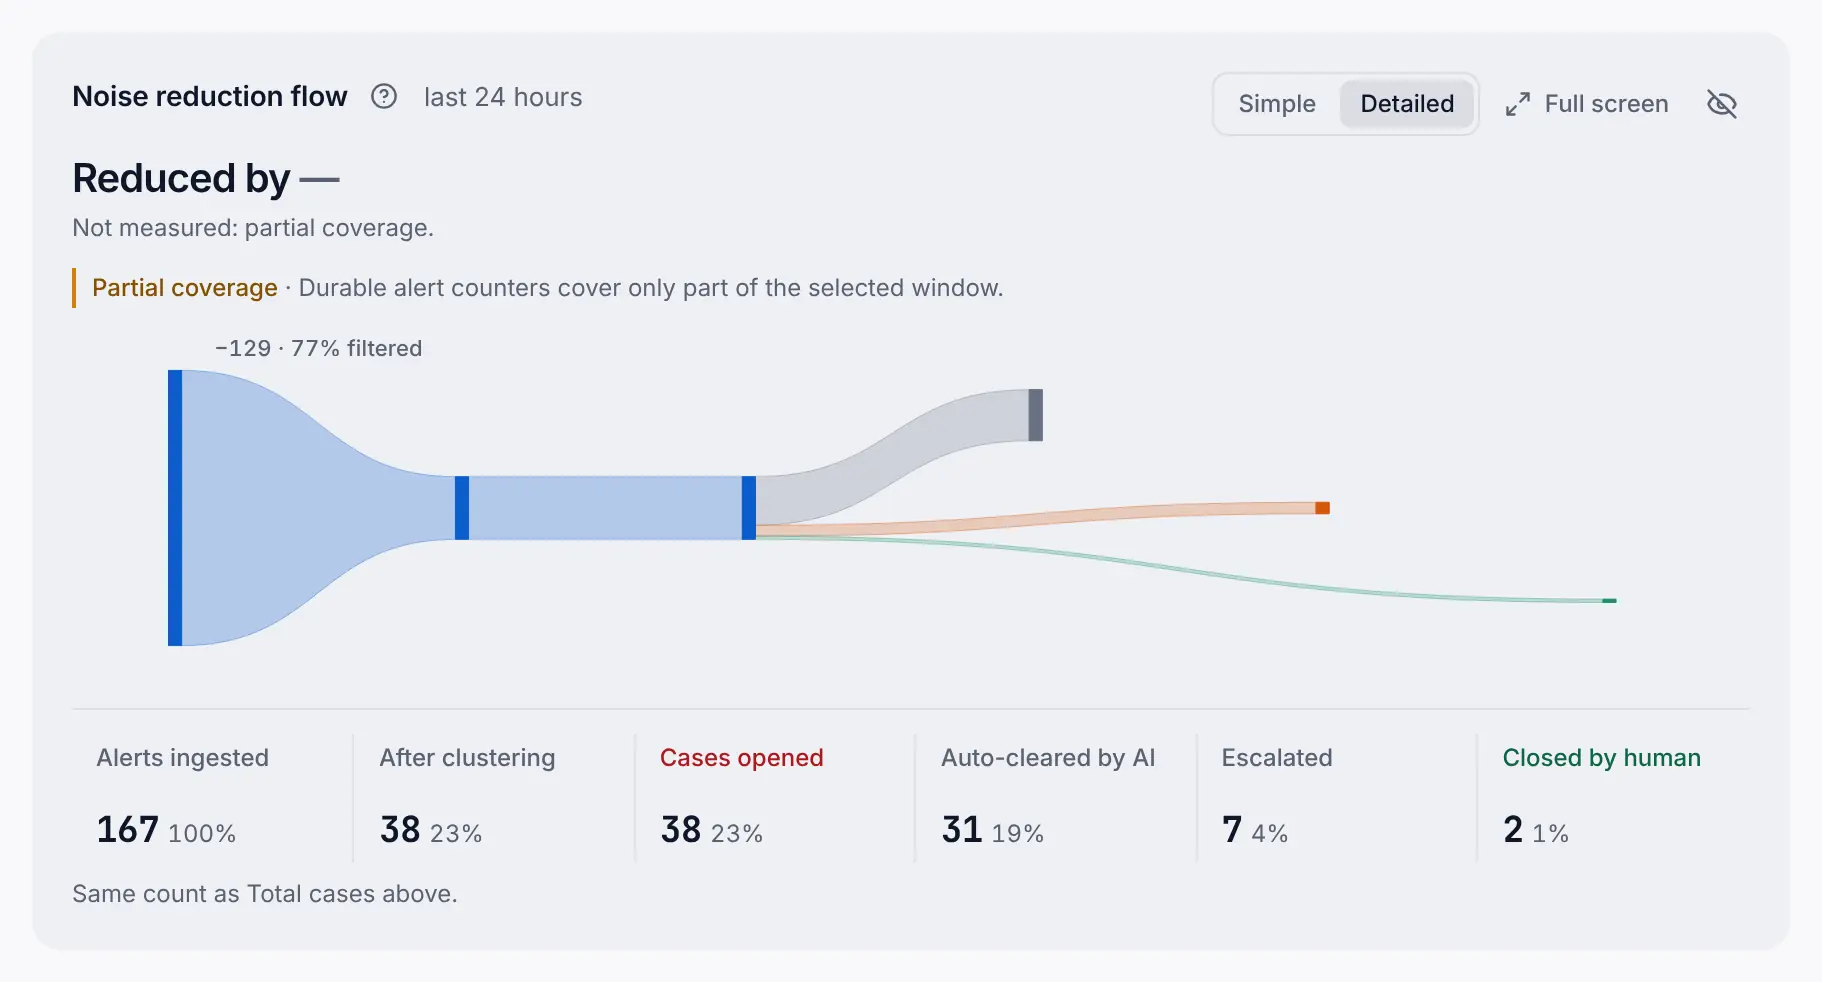 Noise reduction flow last 24 hours
Simple Detailed Full screen
Reduced by —
Not measured: partial coverage.
Partial coverage · Durable alert counters cover only part of the selected window.
−129 · 77% filtered
Alerts ingested
167 100%
After clustering
38 23%
Cases opened
38 23%
Auto-cleared by AI
31 19%
Escalated
7 4%
Closed by human
2 1%
Same count as Total cases above.